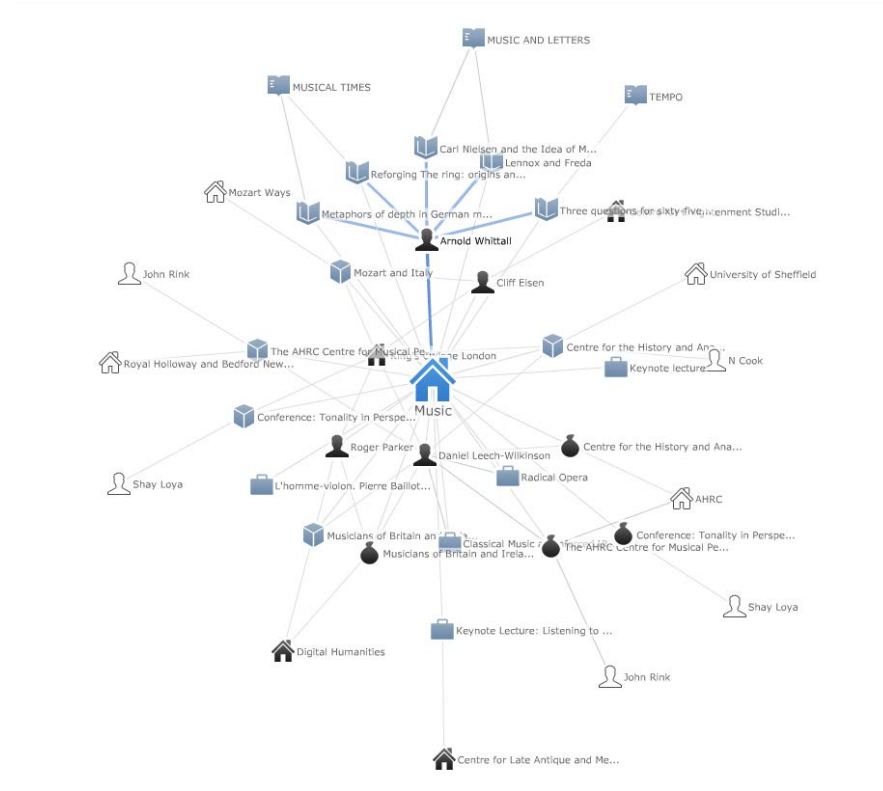 MUSIC AND LETTERS
MUSICAL TIMES
TEMPO
Carl Nielsen and the Idea of M...
Lennox and Freda
Reforging The ring: origins an...
Mozart Ways
Metaphors of depth in German m...
Three questions for sixty-five...
enment Studi...
Arnold Whittall
Mozart and Italy
Cliff Eisen
John Rink
University of Sheffield
The AHRC Centre for Musical Pe...
London
Centre for the History and Ana...
Royal Holloway and Bedford New...
Keynote lecture
N Cook
Music
Conference: Tonality in Perspe...
Roger Parker
Daniel Leech-Wilkinson
Centre for the History and Ana...
Shay Loya
L'homme-violon. Pierre Baillot...
Radical Opera
AHRC
Musicians of Britain an
Classical Music
Conference: Tonality in Perspe...
Musicians of Britain and Irela...
The AHRC Centre for Musical Pe...
Shay Loya
Keynote Lecture: Listening to ...
Digital Humanities
John Rink
Centre for Late Antique and Me...